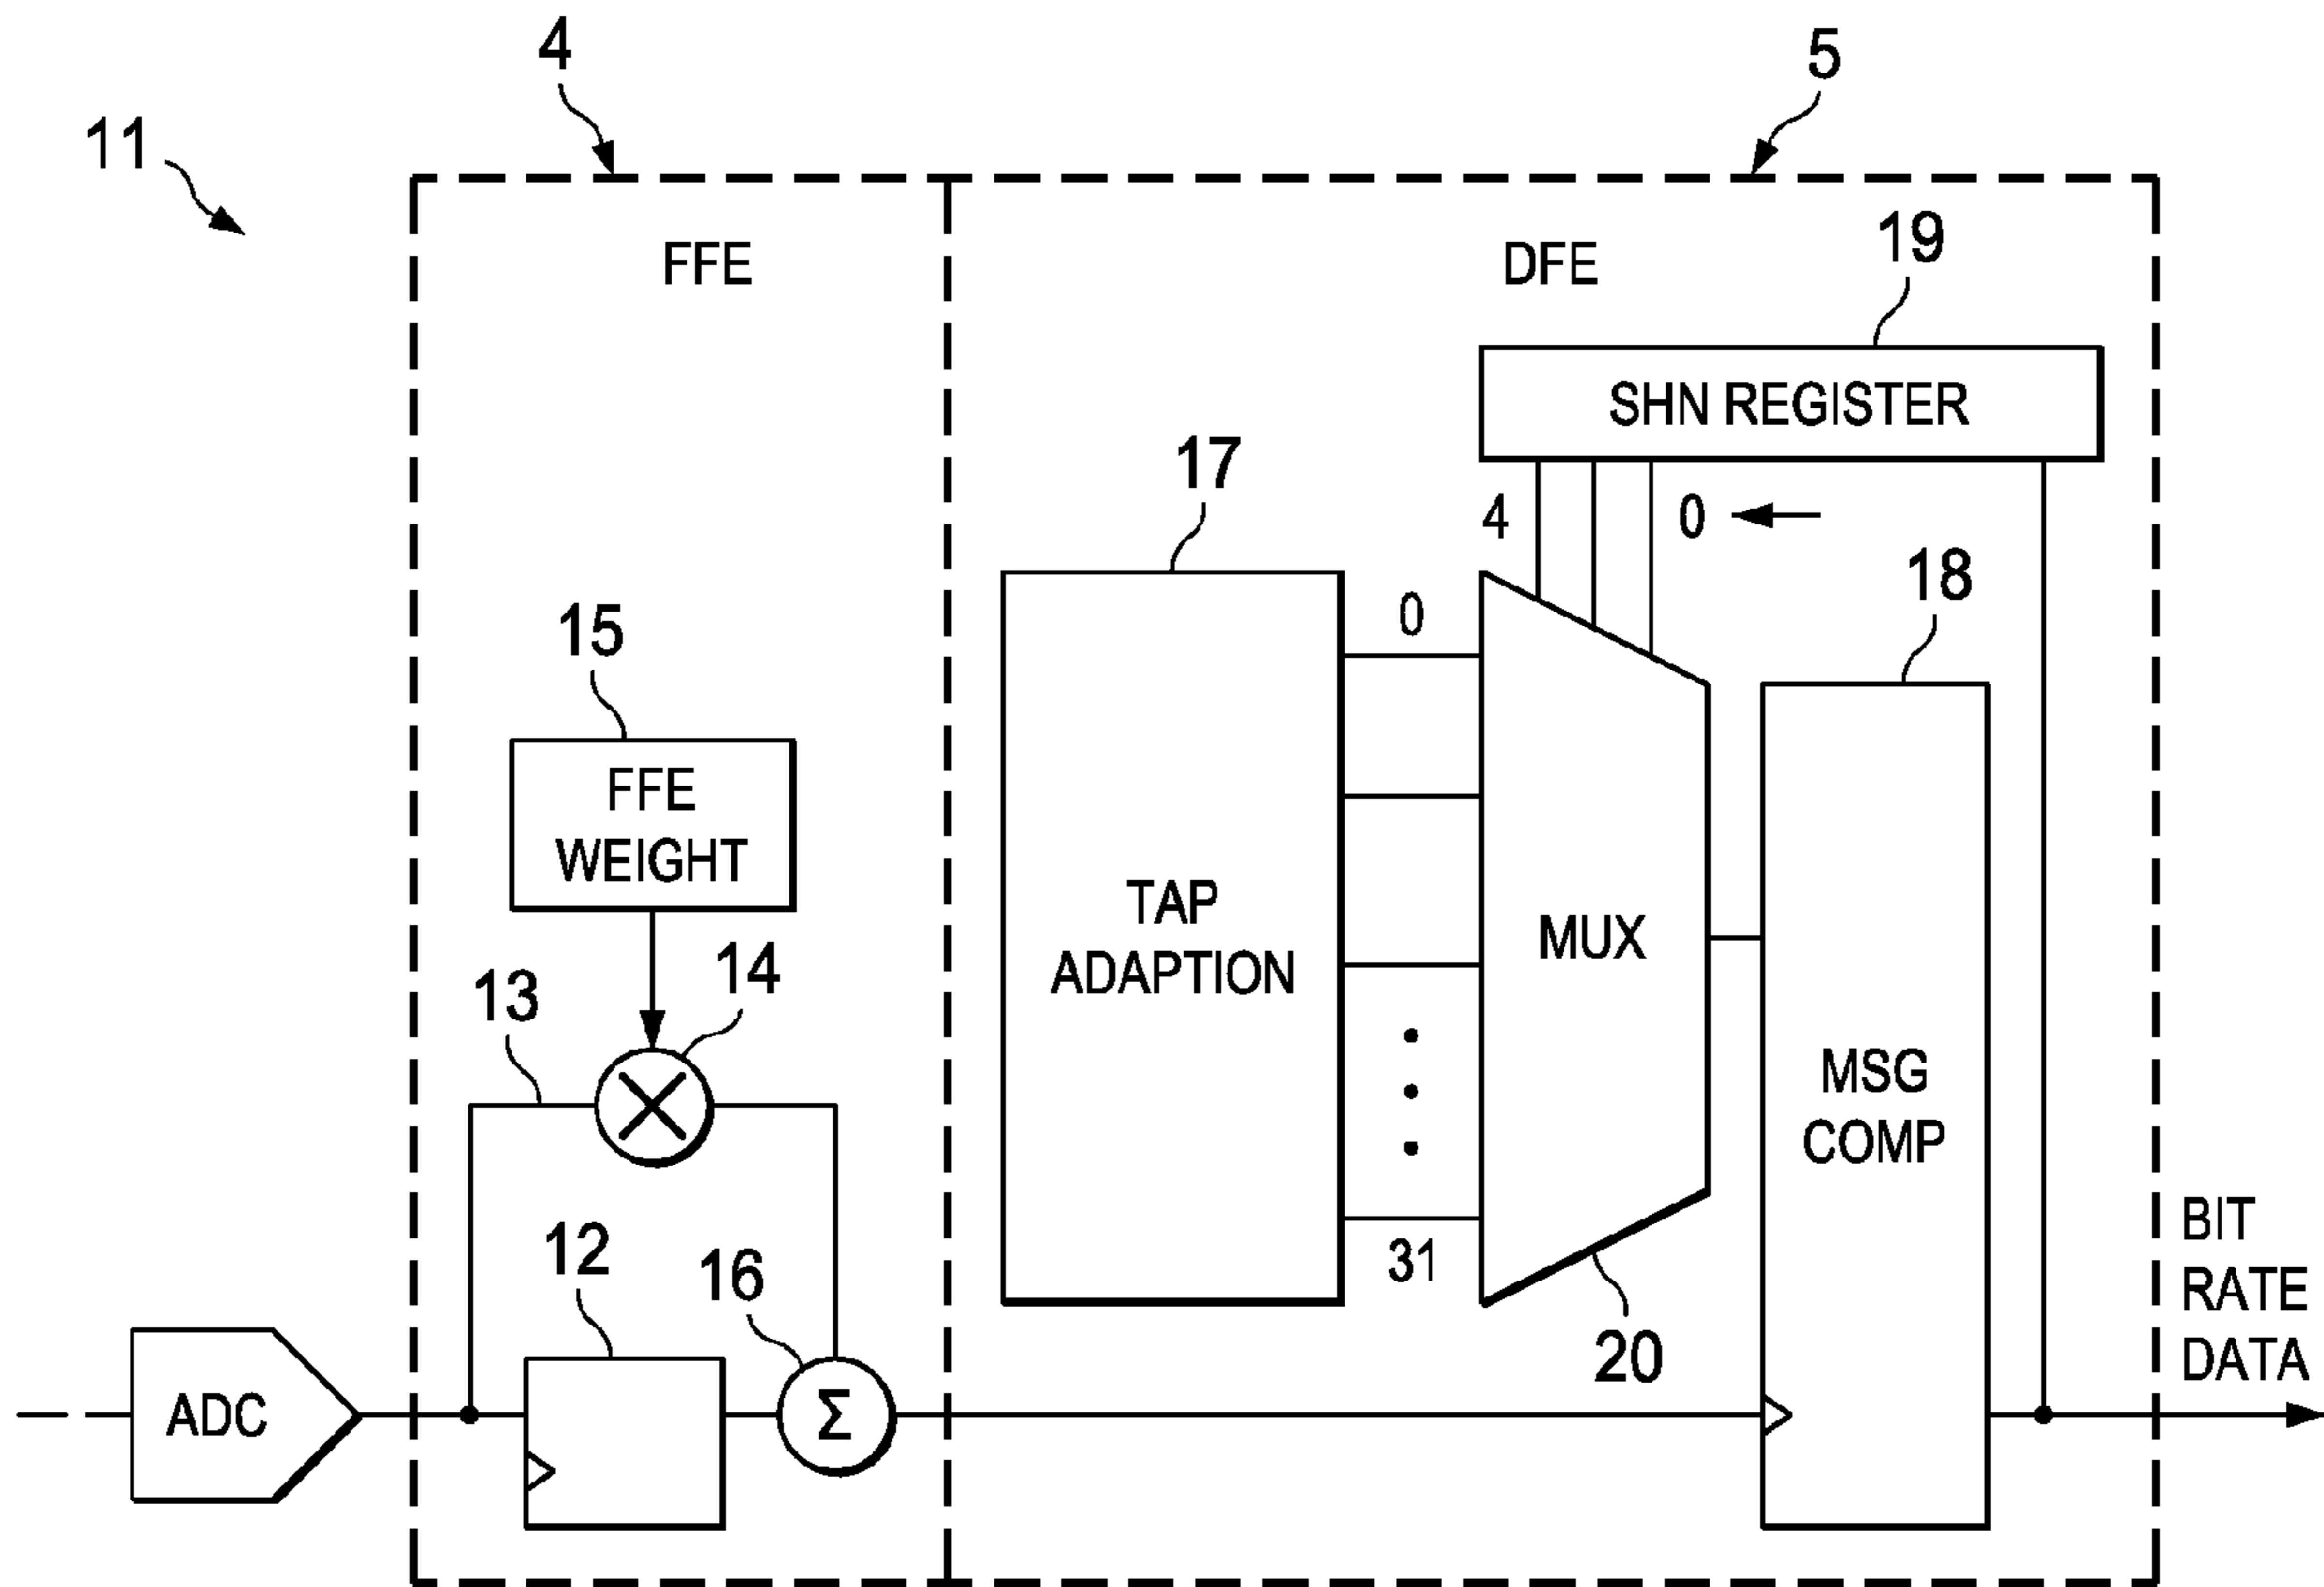 4
5
11
FFE
DFE
19
SHN REGISTER
17
4
0
18
0
15
FFE
WEIGHT
TAP
ADAPTION
MUX
13
14
MSG
COMP
12
16
31
20
BIT
RATE
DATA
ADC
Σ